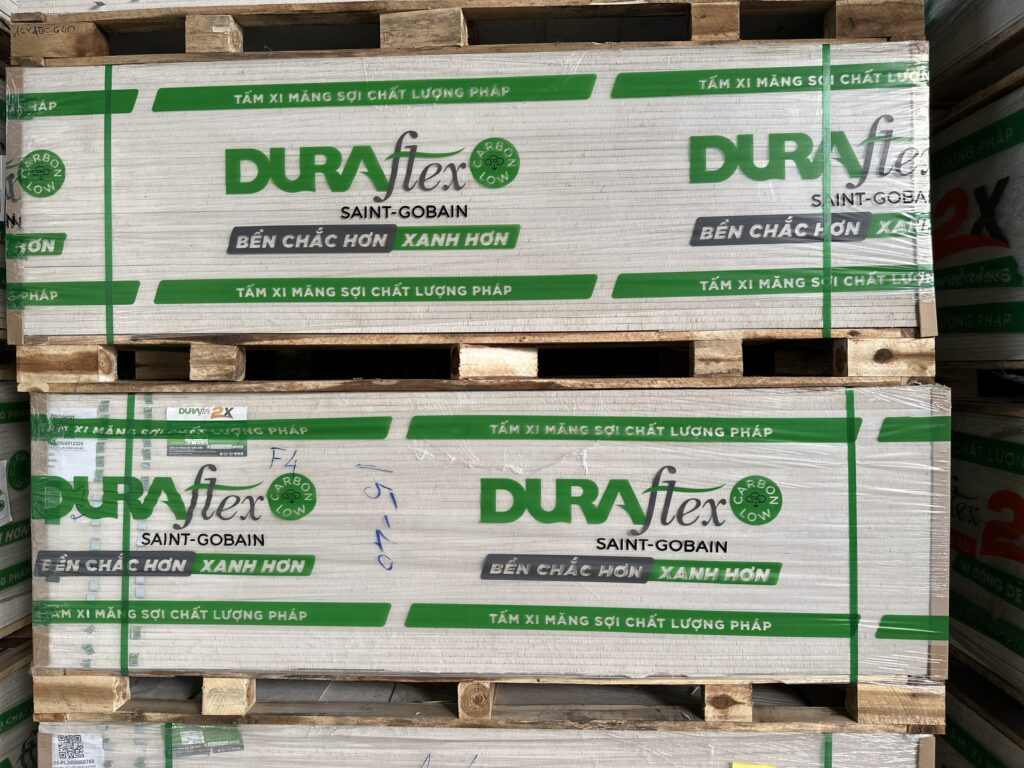 TẤM XI MĂNG SỢI CHẤT LƯỢNG PHÁP
TẤM XI MĂNG SỢI CHẤT LƯỢNG
PHÁP
CARBON LOW
DURAflex
CARBON LOW
SAINT-GOBAIN
BỀN CHẮC HƠN XANH HƠN
DURAflex
SAINT-GOBAIN
BỀN CHẮC HƠN
HƠN
PHÁP
TẤM XI MĂNG SỢI CHẤT LƯỢNG PHÁP
TẤM XI MĂNG SỢI CHẤT LƯỢNG
2X
LƯỢNG PHÁP
DURAflex 2X
TẤM XI MĂNG SỢI CHẤT LƯỢNG PHÁP
TẤM XI MĂNG SỢI CHẤT LƯỢNG PHÁP
F4
15-40
DURAflex
CARBON LOW
SAINT-GOBAIN
BỀN CHẮC HƠN XANH HƠN
DURAflex
CARBON LOW
SAINT-GOBAIN
BỀN CHẮC HƠN XANH HƠN
TẤM XI MĂNG SỢI CHẤT LƯỢNG PHÁP
TẤM XI MĂNG SỢI CHẤT LƯỢNG PHÁP